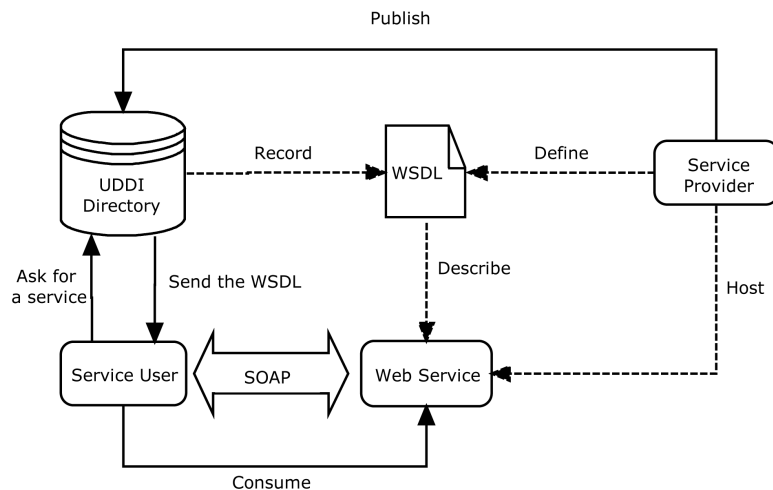 Publish
Record
WSDL
Define
Service
Provider
UDDI
Directory
Ask for
a service
Send the WSDL
Describe
Host
Service User
SOAP
Web Service
Consume